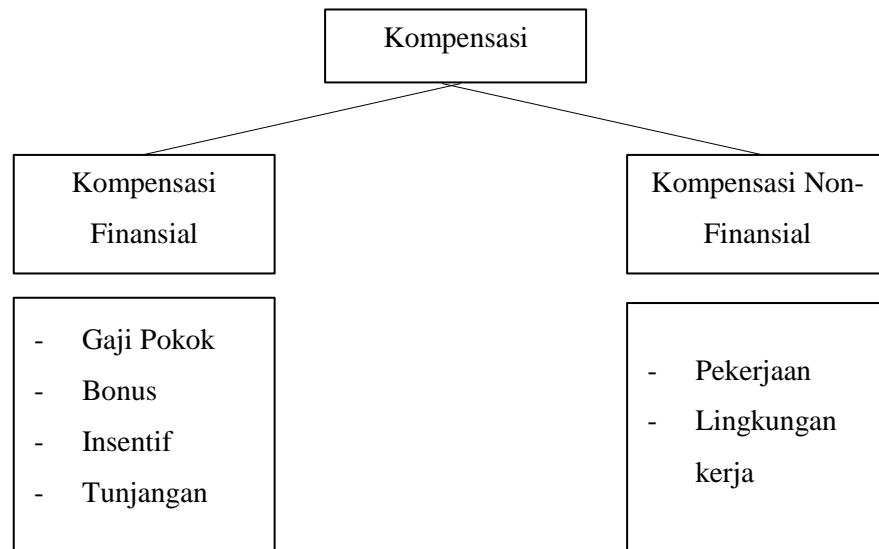 Kompensasi
Kompensasi
Finansial
Kompensasi Non-
Finansial
- Gaji Pokok
- Bonus
- Insentif
- Tunjangan
- Pekerjaan
- Lingkungan
kerja